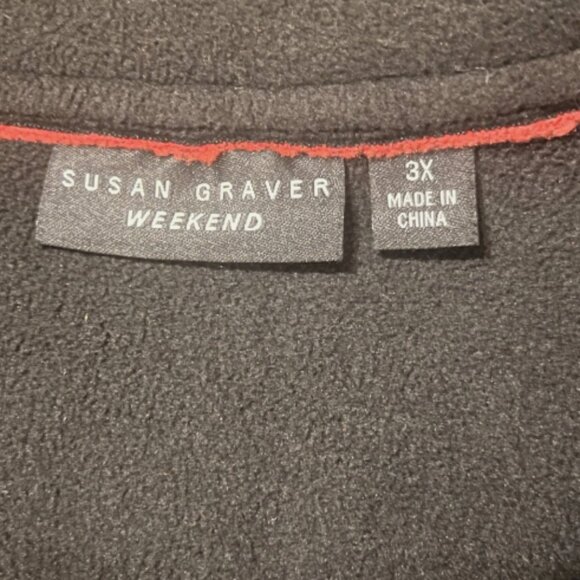 SUSAN GRAVER
WEEKEND
3X
MADE IN
CHINA